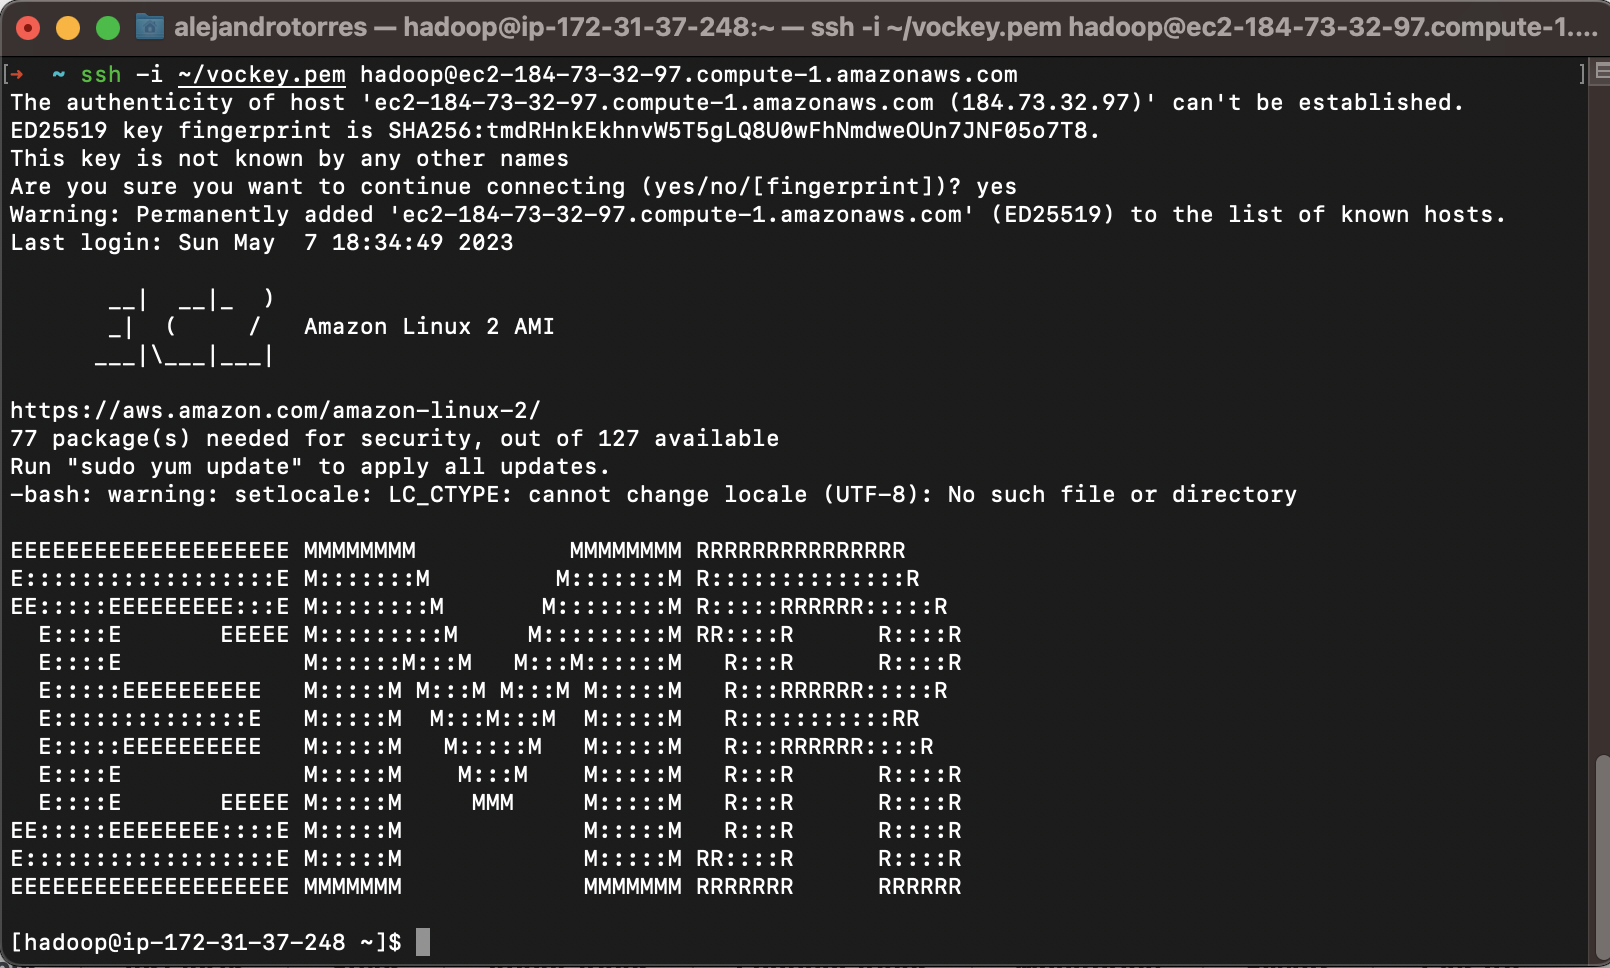 alejandrotorres — hadoop@ip-172-31-37-248:~ — ssh -i ~/vockey.pem hadoop@ec2-184-73-32-97.compute-1....
[➜  ~ ssh -i ~/vockey.pem hadoop@ec2-184-73-32-97.compute-1.amazonaws.com ]
The authenticity of host 'ec2-184-73-32-97.compute-1.amazonaws.com (184.73.32.97)' can't be established.
ED25519 key fingerprint is SHA256:tmdRHnkEkhnvW5T5gLQ8U0wFhNmdweOUn7JNF05o7T8.
This key is not known by any other names
Are you sure you want to continue connecting (yes/no/[fingerprint])? yes
Warning: Permanently added 'ec2-184-73-32-97.compute-1.amazonaws.com' (ED25519) to the list of known hosts.
Last login: Sun May  7 18:34:49 2023

       __|  __|_  )
       _|  (     /   Amazon Linux 2 AMI
      ___|\___|___|

https://aws.amazon.com/amazon-linux-2/
77 package(s) needed for security, out of 127 available
Run "sudo yum update" to apply all updates.
-bash: warning: setlocale: LC_CTYPE: cannot change locale (UTF-8): No such file or directory

EEEEEEEEEEEEEEEEEEEE MMMMMMMM           MMMMMMMM RRRRRRRRRRRRRRR
E::::::::::::::::::E M:::::::M         M:::::::M R::::::::::::::R
EE:::::EEEEEEEEE:::E M::::::::M       M::::::::M R:::::RRRRRR:::::R
  E::::E       EEEEE M:::::::::M     M:::::::::M RR::::R      R::::R
  E::::E             M::::::M:::M   M:::M::::::M   R:::R      R::::R
  E:::::EEEEEEEEEE   M:::::M M:::M M:::M M:::::M   R:::RRRRRR:::::R
  E::::::::::::::E   M:::::M  M:::M:::M  M:::::M   R:::::::::::RR
  E:::::EEEEEEEEEE   M:::::M   M:::::M   M:::::M   R:::RRRRRR::::R
  E::::E             M:::::M    M:::M    M:::::M   R:::R      R::::R
  E::::E       EEEEE M:::::M     MMM     M:::::M   R:::R      R::::R
EE:::::EEEEEEEE::::E M:::::M             M:::::M   R:::R      R::::R
E::::::::::::::::::E M:::::M             M:::::M RR::::R      R::::R
EEEEEEEEEEEEEEEEEEEE MMMMMMM             MMMMMMM RRRRRRR      RRRRRR

[hadoop@ip-172-31-37-248 ~]$